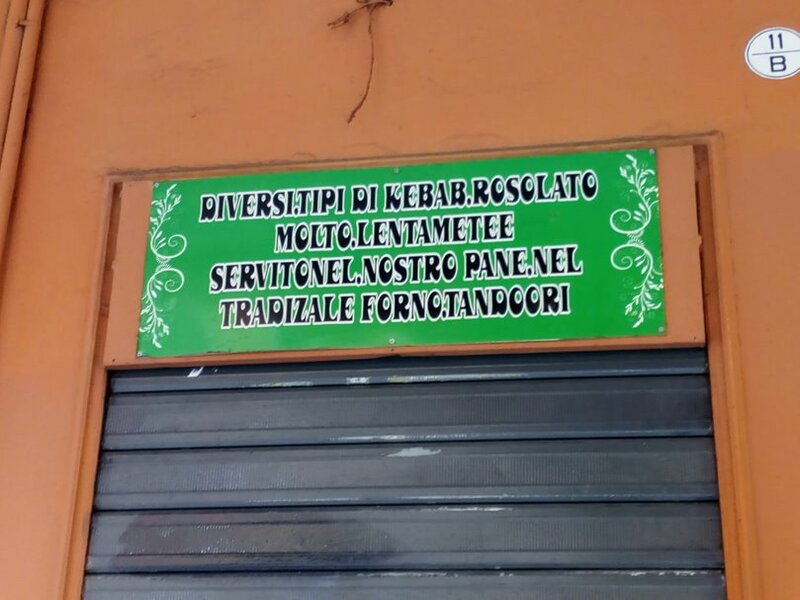 11
B
DIVERSI.TIPI DI KEBAB.ROSOLATO
MOLTO.LENTAMETEE
SERVITONEL.NOSTRO PANE.NEL
TRADIZALE FORNO.TANDOORI